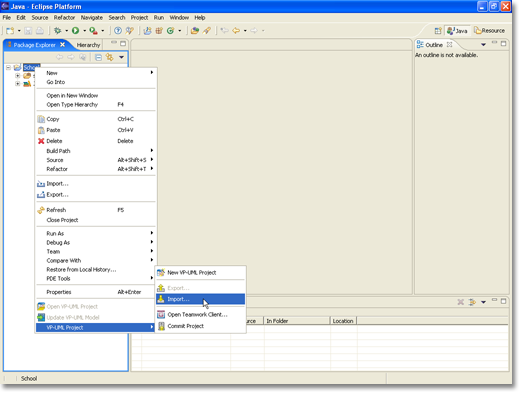 Java - Eclipse Platform
File Edit Source Refactor Navigate Search Project Run Window Help
Java Resource
Package Explorer Hierarchy
Outline
An outline is not available.
School
New
Go Into
Open in New Window
Open Type Hierarchy F4
Copy Ctrl+C
Paste Ctrl+V
Delete Delete
Build Path
Source Alt+Shift+S
Refactor Alt+Shift+T
Import...
Export...
Refresh F5
Close Project
Run As
Debug As
Team
Compare With
Restore from Local History...
PDE Tools
Properties Alt+Enter
Open VP-UML Project
Update VP-UML Model
VP-UML Project
New VP-UML Project
Export...
Import...
Open Teamwork Client...
Commit Project
In Folder Location
School